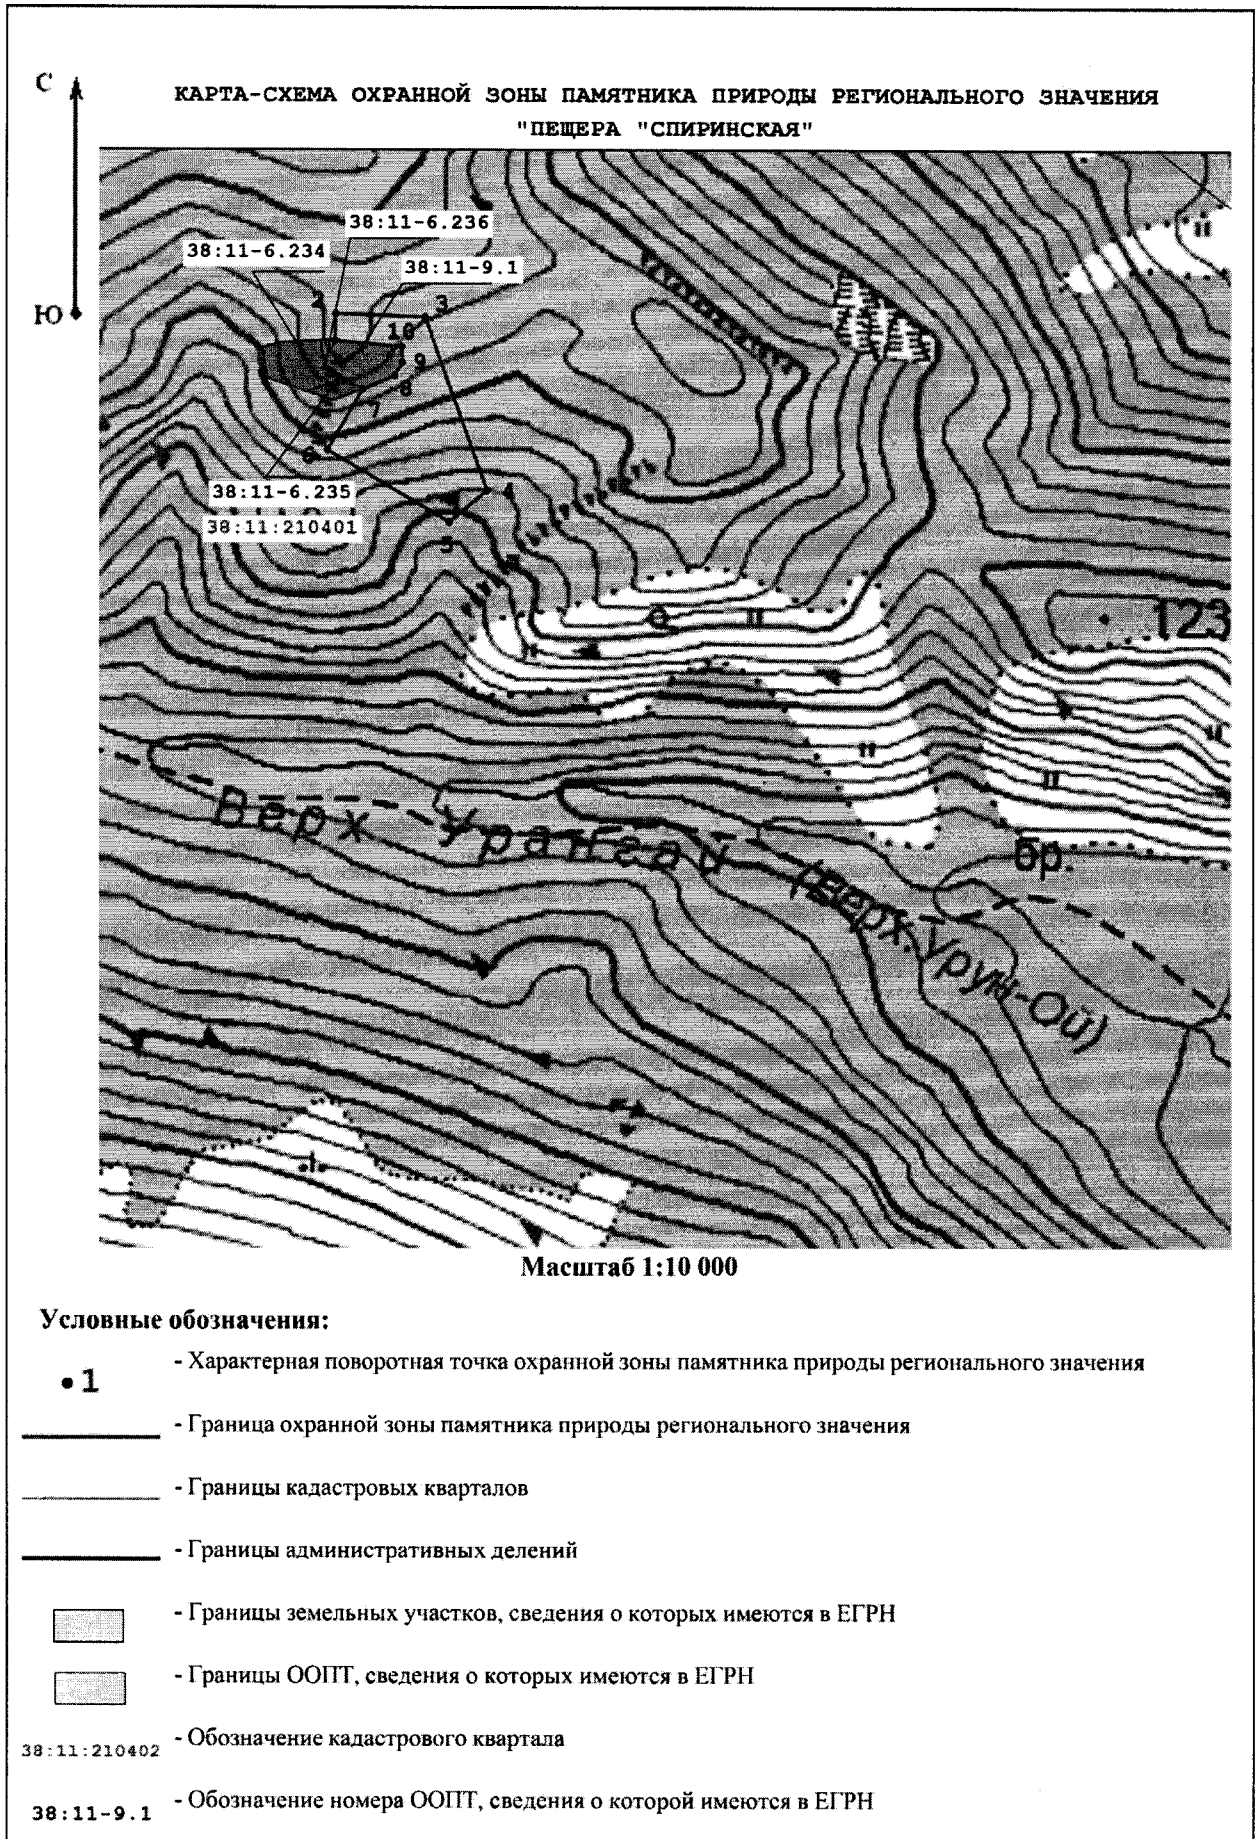 С
КАРТА-СХЕМА ОХРАННОЙ ЗОНЫ ПАМЯТНИКА ПРИРОДЫ РЕГИОНАЛЬНОГО ЗНАЧЕНИЯ
"ПЕЩЕРА "СПИРИНСКАЯ"
38:11-6.236
38:11-6.234
38:11-9.1
Ю
2
3
10
9
8
7
6
38:11-6.235
4
38:11:210401
5
123
Верх Урангай (Верх. Урун-Ой)
бр.
Масштаб 1:10 000
Условные обозначения:
1 - Характерная поворотная точка охранной зоны памятника природы регионального значения
- Граница охранной зоны памятника природы регионального значения
- Границы кадастровых кварталов
- Границы административных делений
- Границы земельных участков, сведения о которых имеются в ЕГРН
- Границы ООПТ, сведения о которых имеются в ЕГРН
38:11:210402 - Обозначение кадастрового квартала
38:11-9.1 - Обозначение номера ООПТ, сведения о которой имеются в ЕГРН